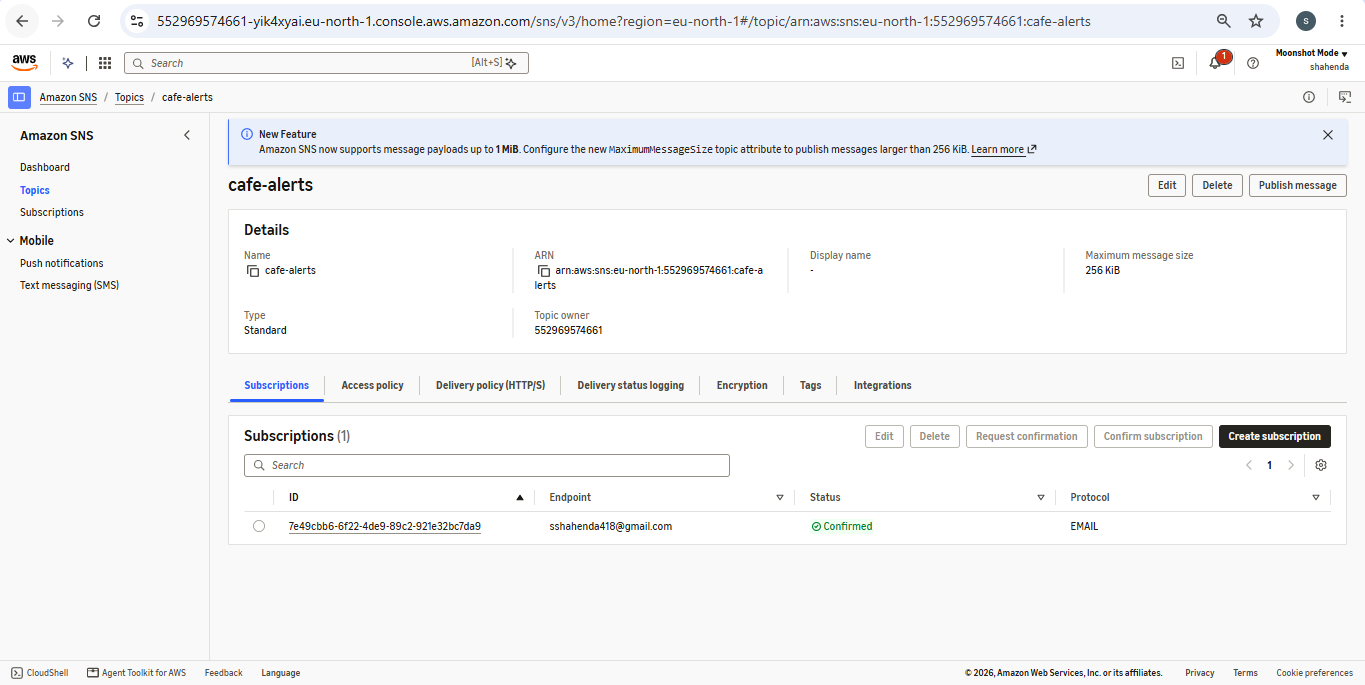 552969574661-yik4xyai.eu-north-1.console.aws.amazon.com/sns/v3/home?region=eu-north-1#/topic/arn:aws:sns:eu-north-1:552969574661:cafe-alerts
S
aws
Search
[Alt+S]
1
Moonshot Mode
shahenda
Amazon SNS / Topics / cafe-alerts
Amazon SNS
Dashboard
Topics
Subscriptions
Mobile
Push notifications
Text messaging (SMS)
New Feature
Amazon SNS now supports message payloads up to 1 MiB. Configure the new MaximumMessageSize topic attribute to publish messages larger than 256 KiB. Learn more
cafe-alerts
Edit
Delete
Publish message
Details
Name
cafe-alerts
ARN
arn:aws:sns:eu-north-1:552969574661:cafe-a
lerts
Display name
-
Maximum message size
256 KiB
Type
Standard
Topic owner
552969574661
Subscriptions
Access policy
Delivery policy (HTTP/S)
Delivery status logging
Encryption
Tags
Integrations
Subscriptions (1)
Edit
Delete
Request confirmation
Confirm subscription
Create subscription
Search
1
ID
Endpoint
Status
Protocol
7e49cbb6-6f22-4de9-89c2-921e32bc7da9
sshahenda418@gmail.com
Confirmed
EMAIL
CloudShell
Agent Toolkit for AWS
Feedback
Language
© 2026, Amazon Web Services, Inc. or its affiliates.
Privacy
Terms
Cookie preferences